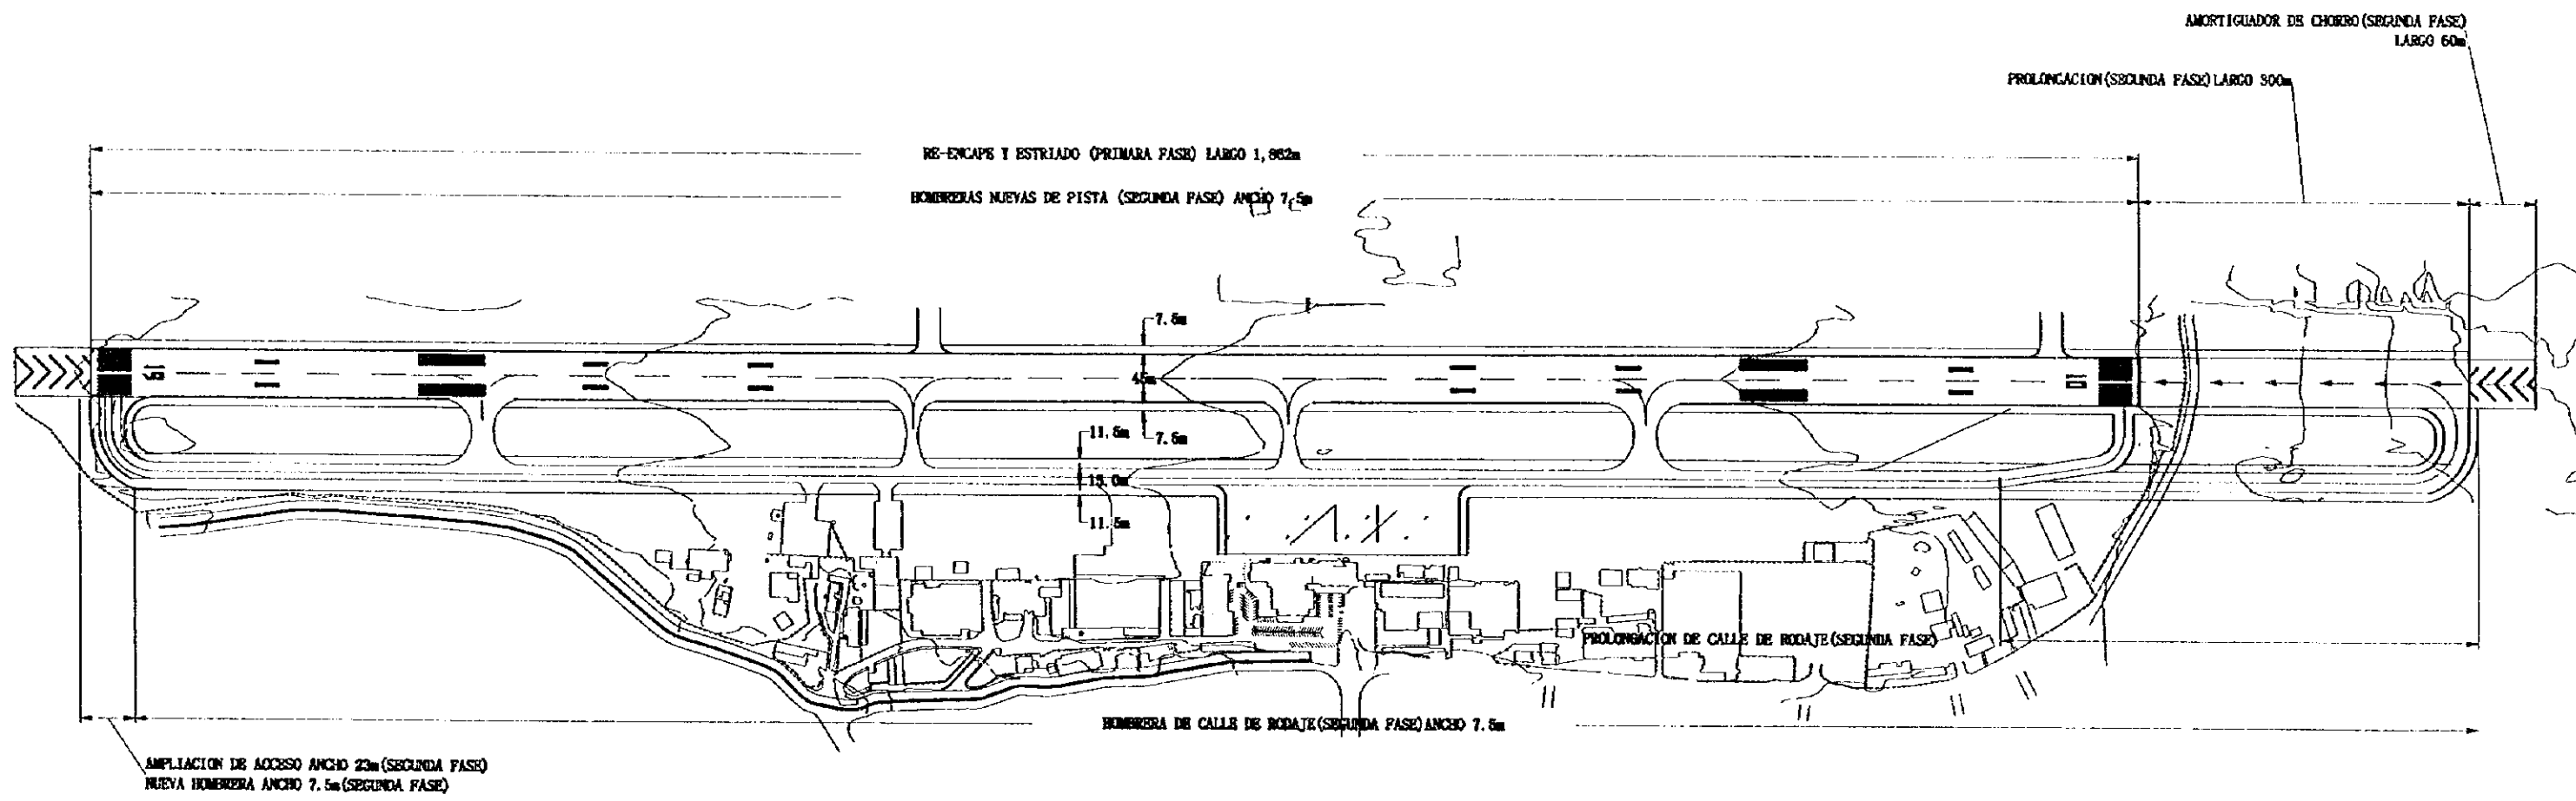 AMORTIGUADOR DE CHORRO (SEGUNDA FASE)
LARGO 60m
PROLONGACION (SEGUNDA FASE) LARGO 300m
RE-ENCAPE Y ESTRIADO (PRIMARA FASE) LARGO 1,862m
HOMBRERAS NUEVAS DE PISTA (SEGUNDA FASE) ANCHO 7.5m
7.5m
19
45m
01
11.5m
7.5m
15.0m
11.5m
PROLONGACION DE CALLE DE RODAJE (SEGUNDA FASE)
HOMBRERA DE CALLE DE RODAJE (SEGUNDA FASE) ANCHO 7.5m
AMPLIACION DE ACCESO ANCHO 23m (SEGUNDA FASE)
NUEVA HOMBRERA ANCHO 7.5m (SEGUNDA FASE)